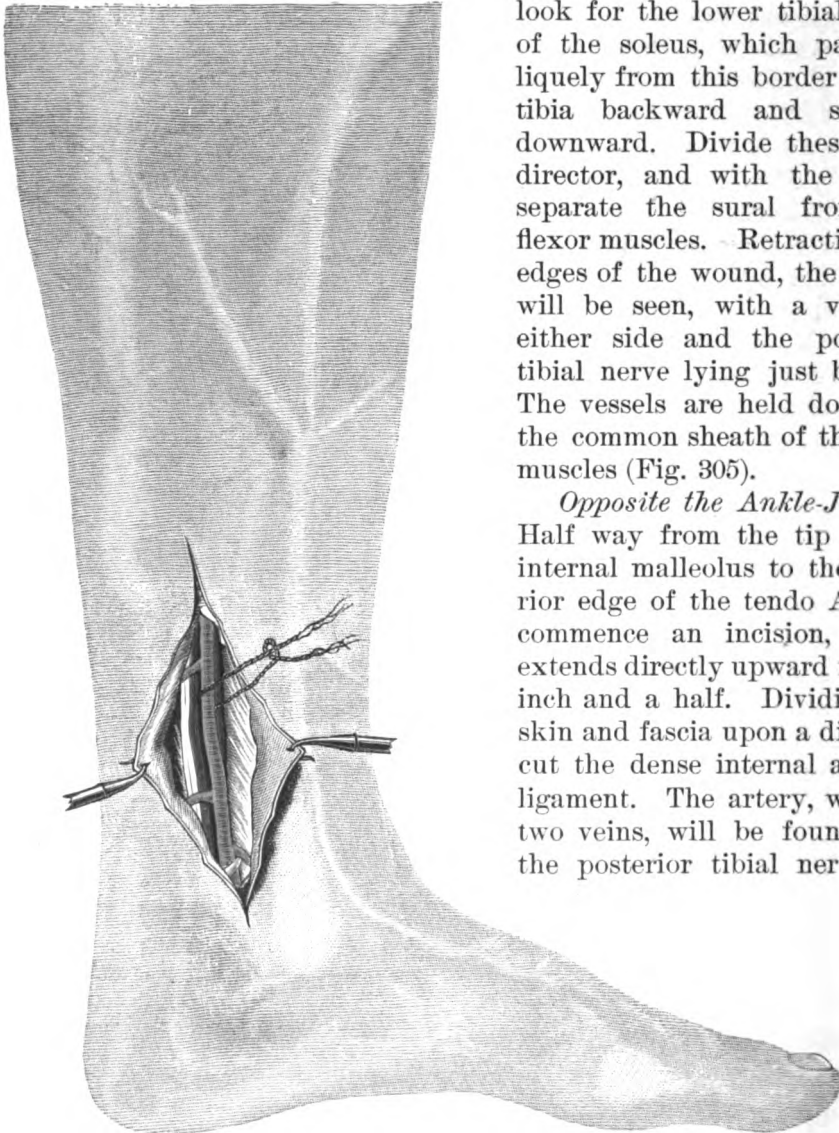 look for the lower tibial
of the soleus, which pa
liquely from this border
tibia backward and s
downward. Divide thes
director, and with the
separate the sural fro
flexor muscles. Retracti
edges of the wound, the
will be seen, with a v
either side and the po
tibial nerve lying just b
The vessels are held do
the common sheath of th
muscles (Fig. 305).
Opposite the Ankle-J
Half way from the tip
internal malleolus to the
rior edge of the tendo A
commence an incision,
extends directly upward
inch and a half. Dividi
skin and fascia upon a di
cut the dense internal a
ligament. The artery, w
two veins, will be foun
the posterior tibial ner